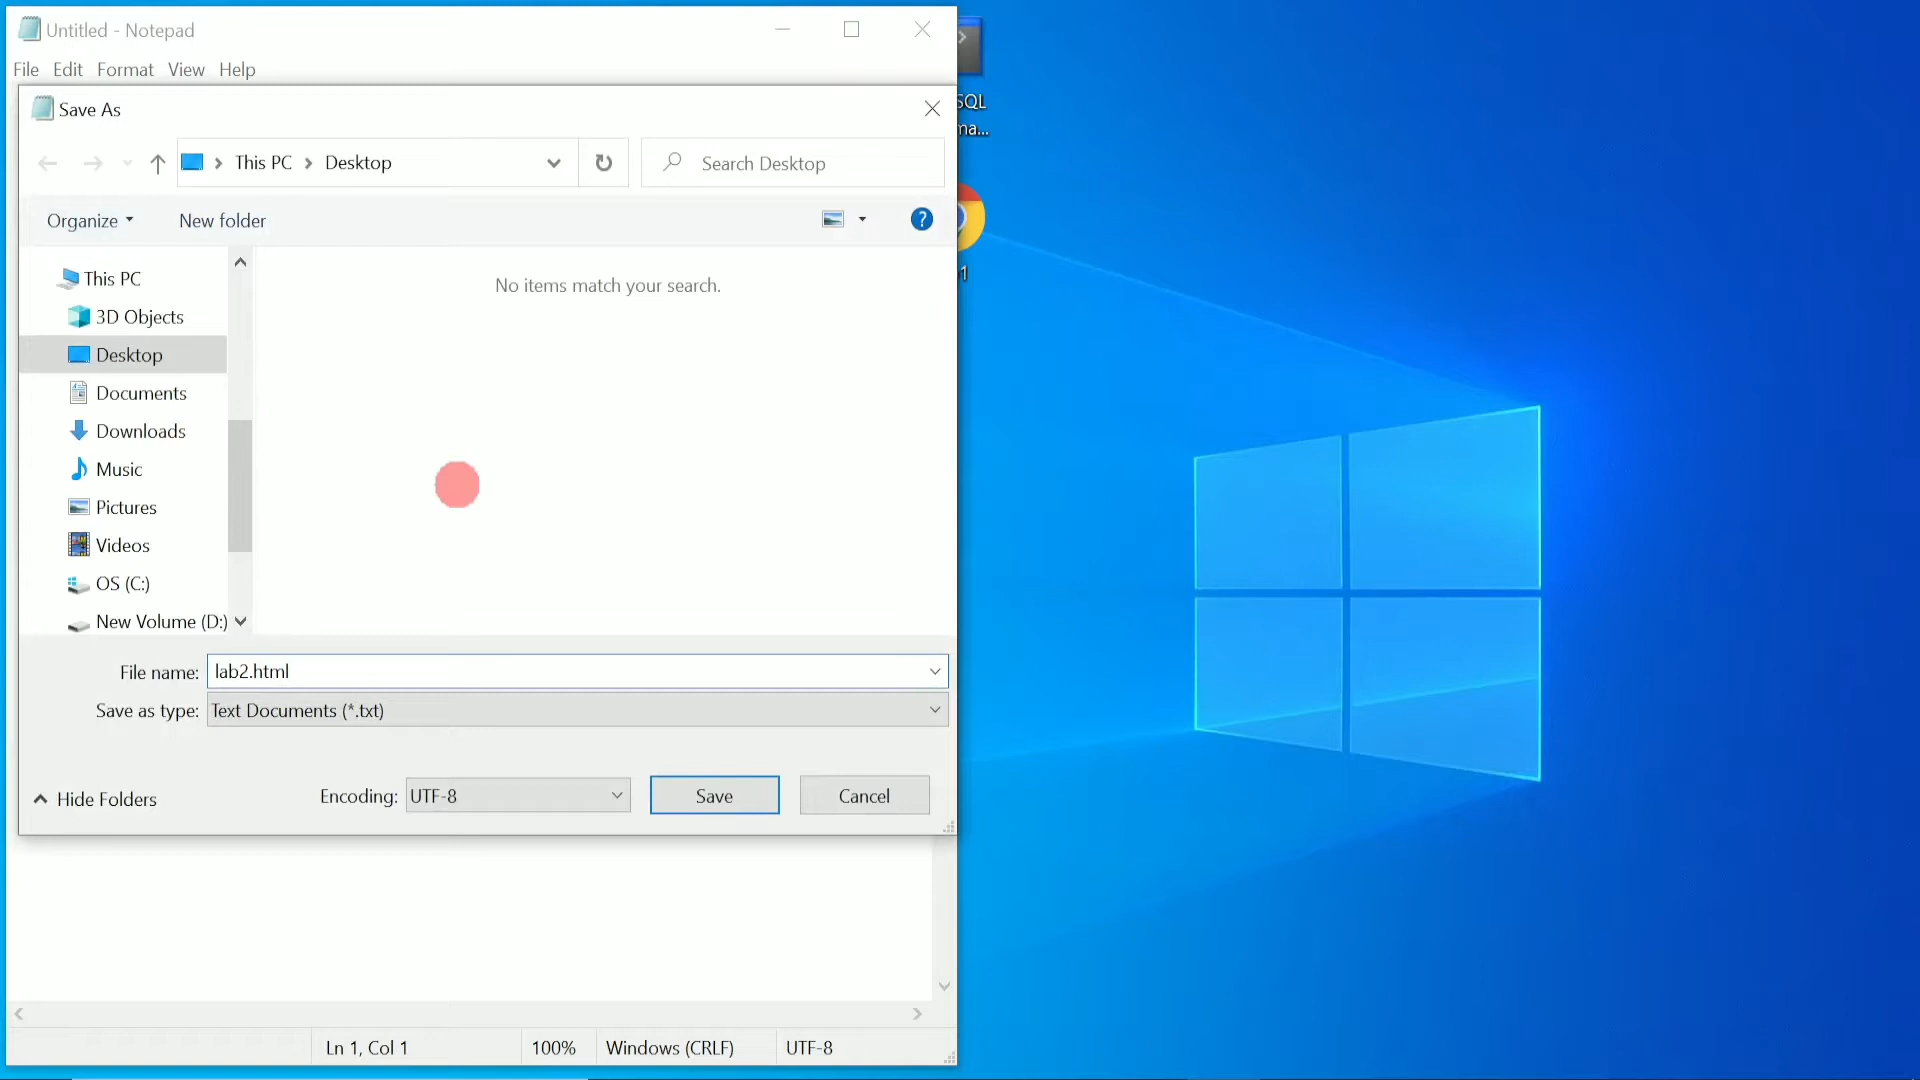 Untitled - Notepad
File Edit Format View Help
Save As
This PC Desktop
Search Desktop
Organize New folder
?
No items match your search.
This PC
3D Objects
Desktop
Documents
Downloads
Music
Pictures
Videos
OS (C:)
New Volume (D:)
File name: lab2.html
Save as type: Text Documents (*.txt)
Hide Folders
Encoding: UTF-8
Save
Cancel
Ln 1, Col 1 100% Windows (CRLF) UTF-8
SQL